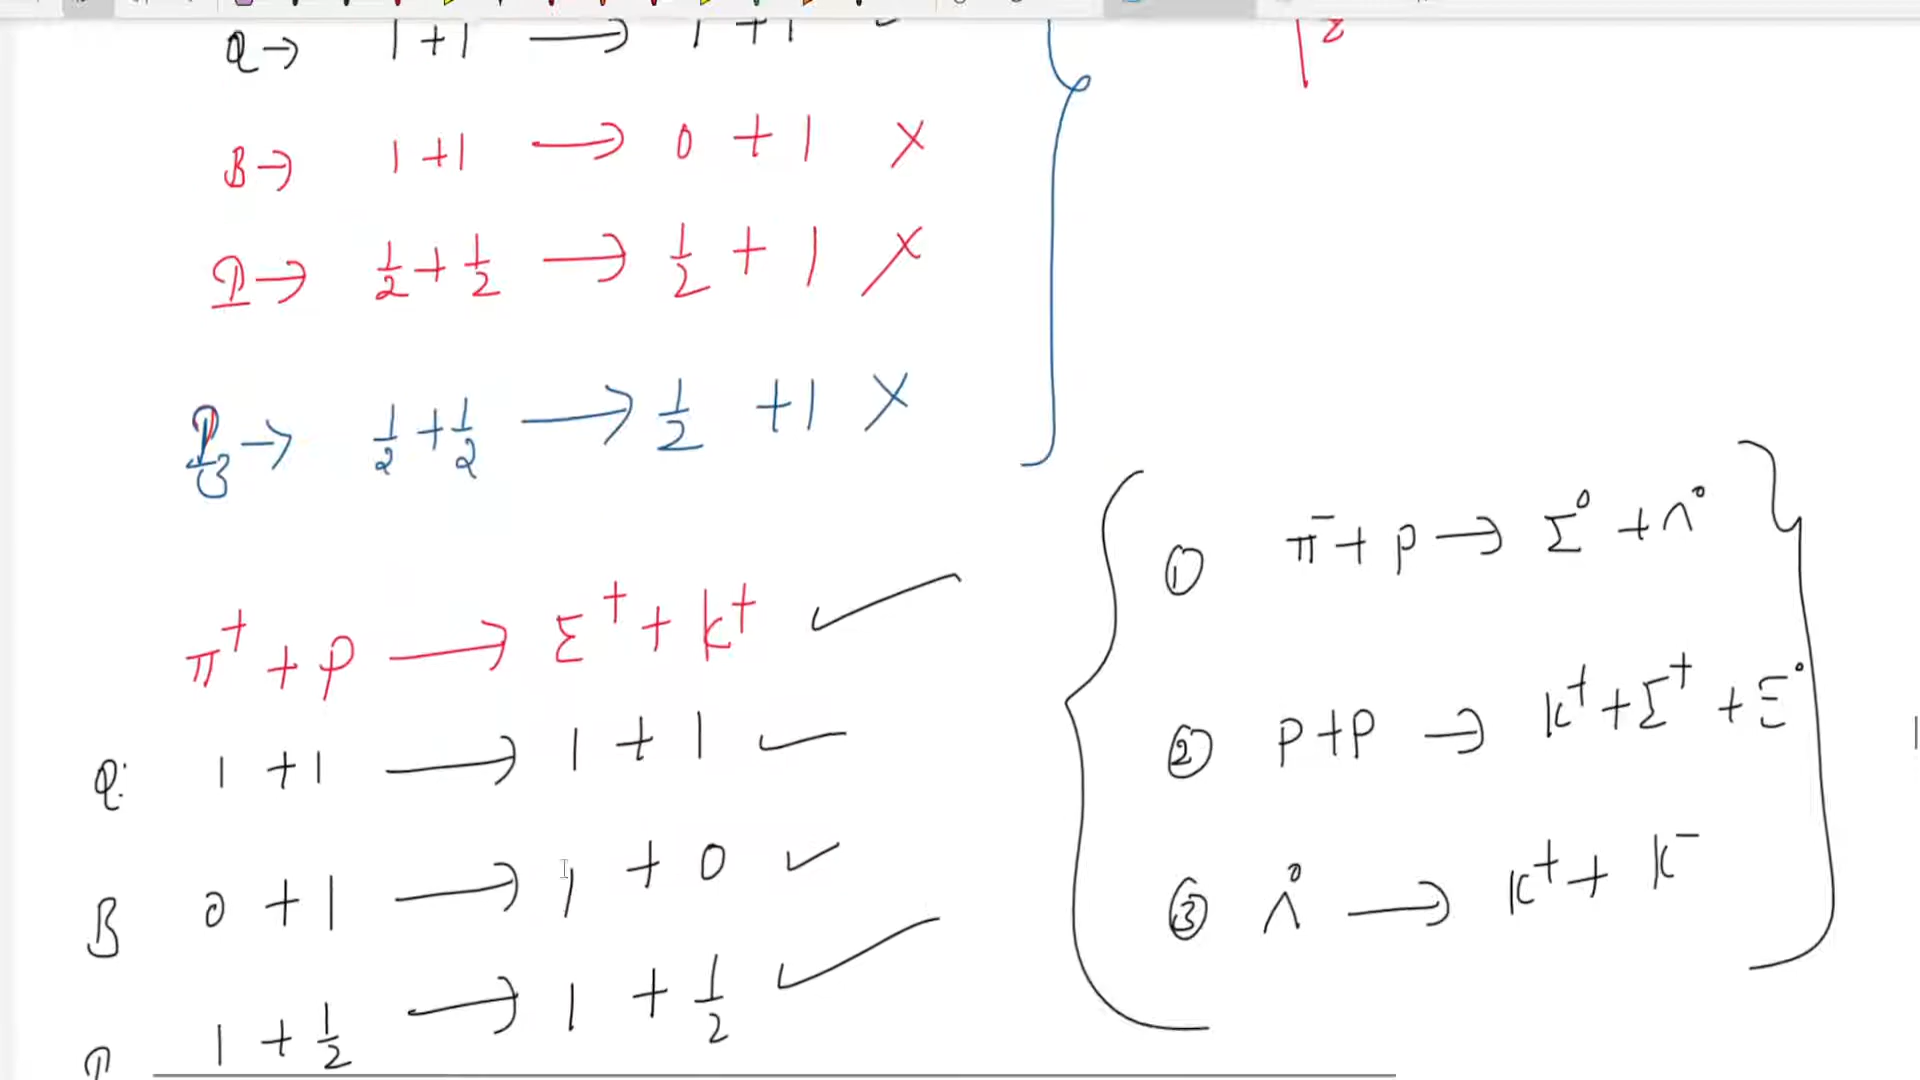 Q → 1 + 1 ⟶ 1 + 1 ✓
B → 1 + 1 ⟶ 0 + 1 ✗
I → 1/2 + 1/2 ⟶ 1/2 + 1 ✗
I₃ → 1/2 + 1/2 ⟶ 1/2 + 1 ✗
π⁺ + p ⟶ Σ⁺ + k⁺ ✓
Q: 1 + 1 ⟶ 1 + 1 ✓
B 0 + 1 ⟶ 1 + 0 ✓
I 1 + 1/2 ⟶ 1 + 1/2 ✓
① π⁻ + p → Σ⁰ + Λ⁰
② p + p → K⁺ + Σ⁺ + Ξ⁰
③ Λ⁰ ⟶ K⁺ + K⁻